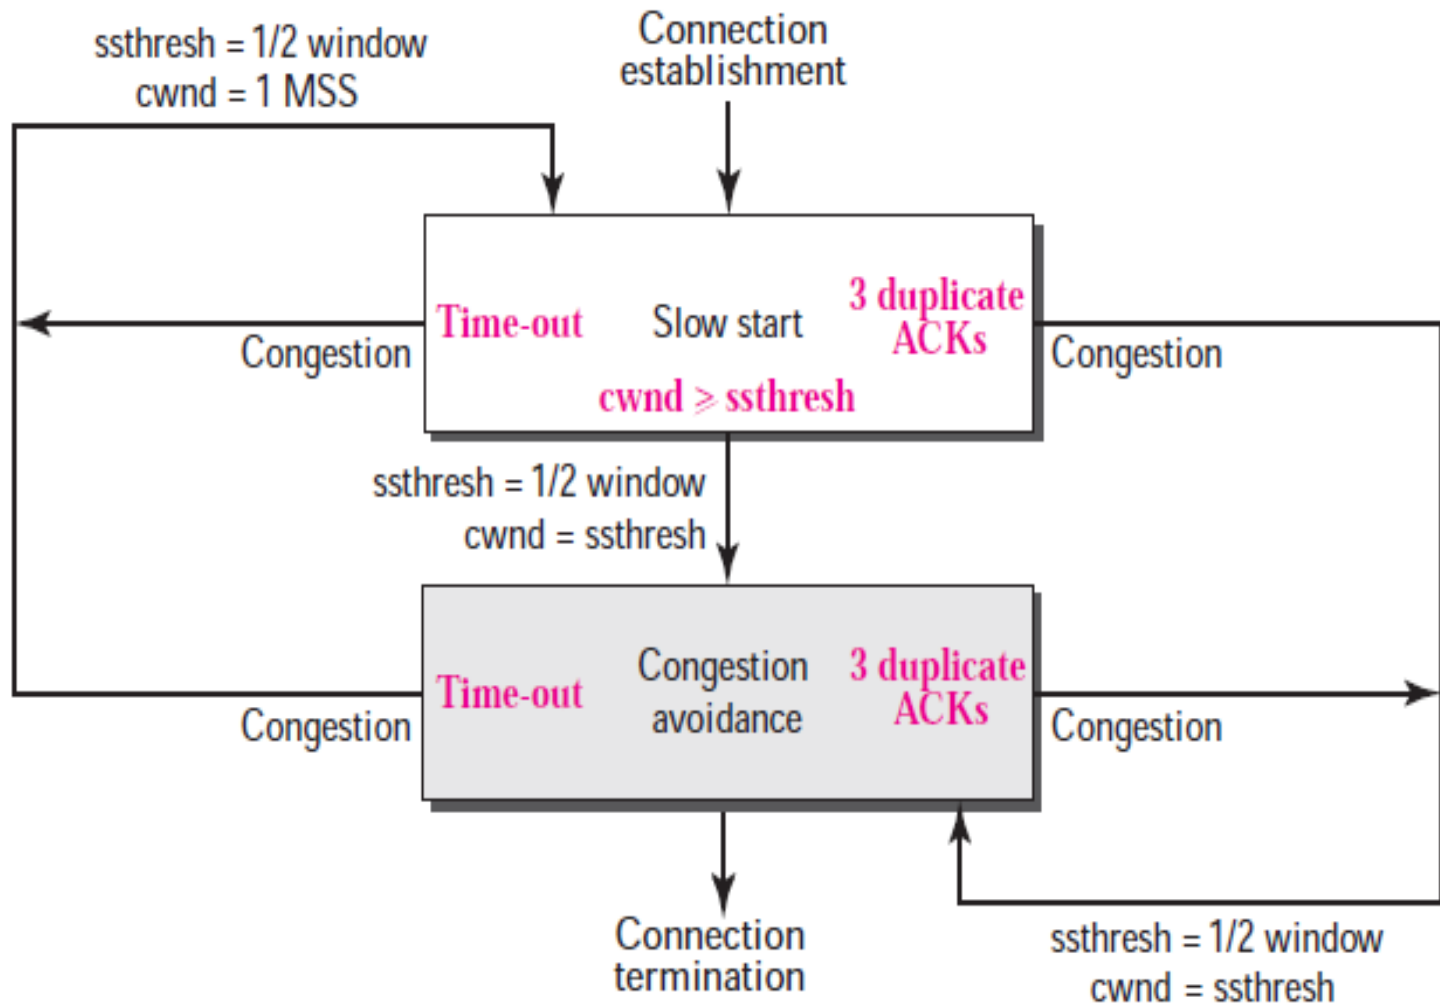 ssthresh = 1/2 window
cwnd = 1 MSS
Connection
establishment
Time-out
Slow start
3 duplicate
ACKs
cwnd ⩾ ssthresh
Congestion
Congestion
ssthresh = 1/2 window
cwnd = ssthresh
Time-out
Congestion
avoidance
3 duplicate
ACKs
Congestion
Congestion
Connection
termination
ssthresh = 1/2 window
cwnd = ssthresh